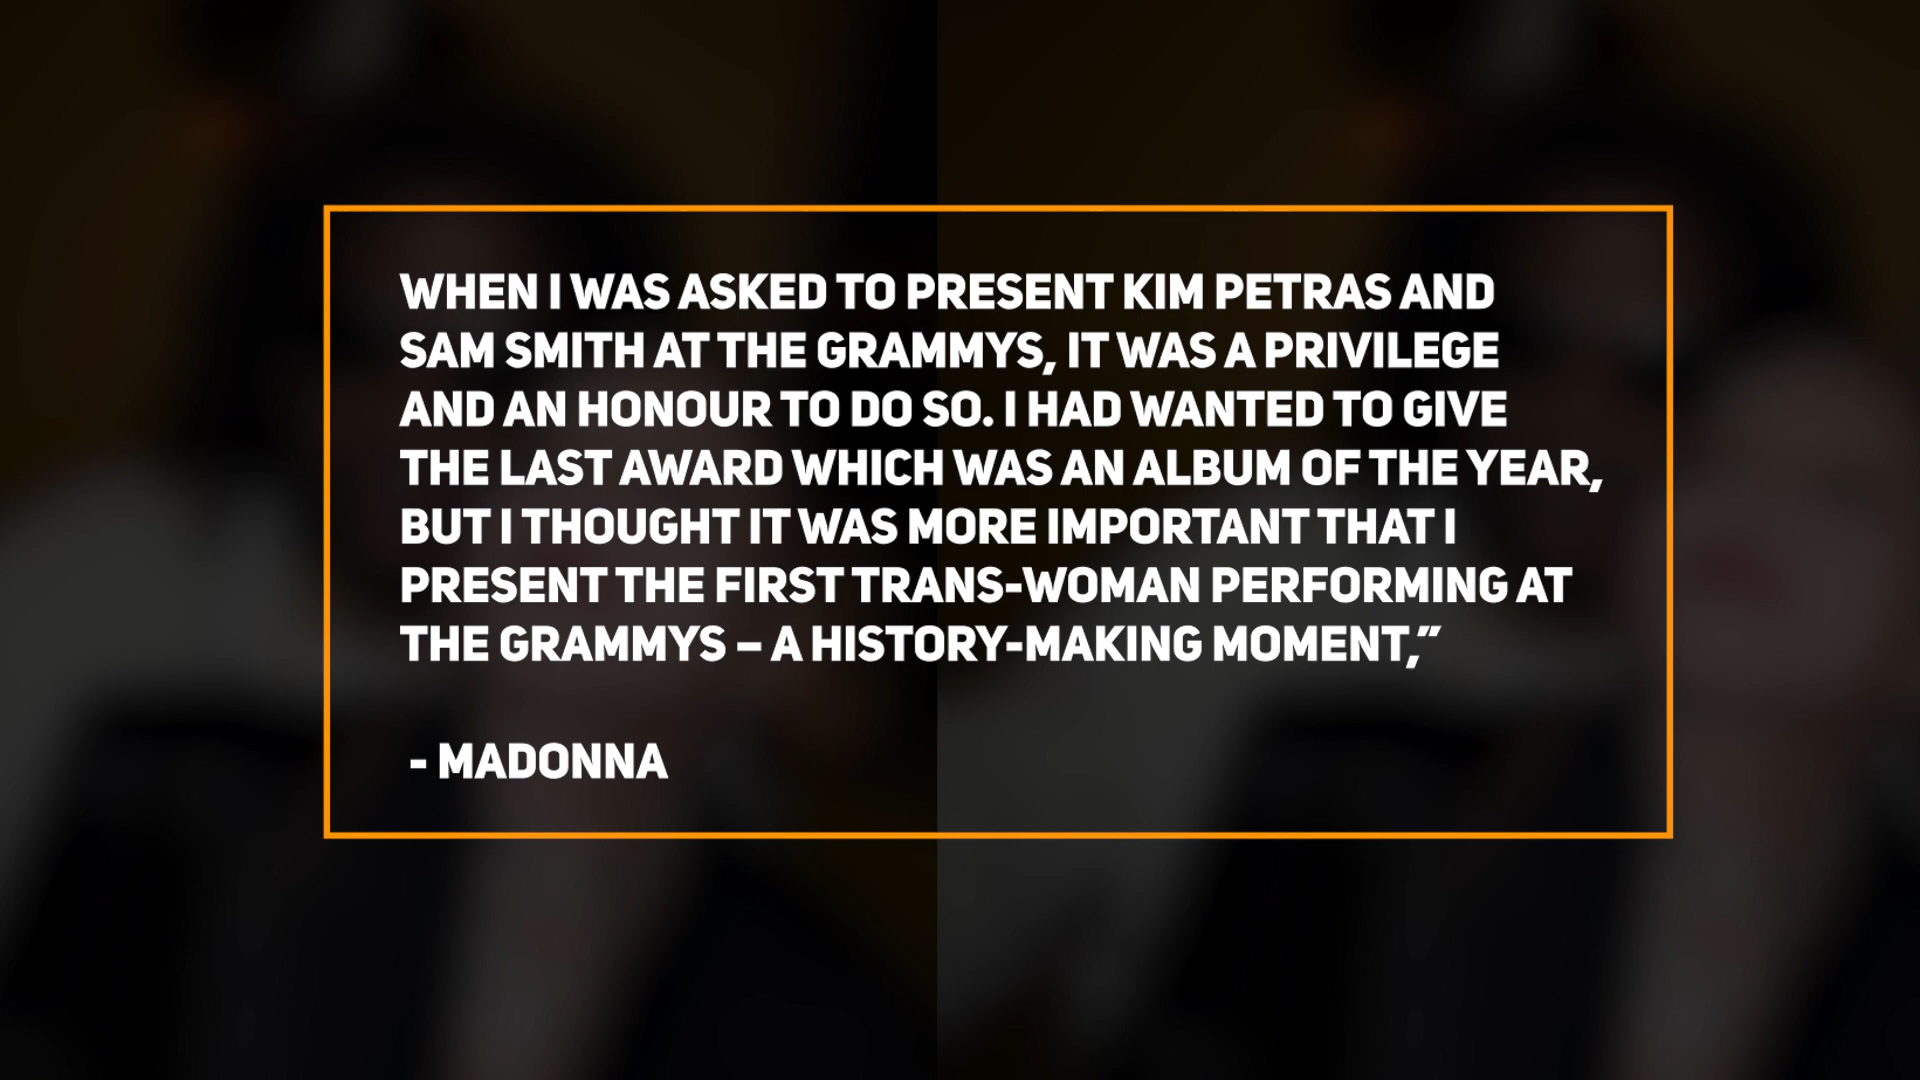 WHEN I WAS ASKED TO PRESENT KIM PETRAS AND
SAM SMITH AT THE GRAMMYS, IT WAS A PRIVILEGE
AND AN HONOUR TO DO SO. I HAD WANTED TO GIVE
THE LAST AWARD WHICH WAS AN ALBUM OF THE YEAR,
BUT I THOUGHT IT WAS MORE IMPORTANT THAT I
PRESENT THE FIRST TRANS-WOMAN PERFORMING AT
THE GRAMMYS – A HISTORY-MAKING MOMENT,”
- MADONNA